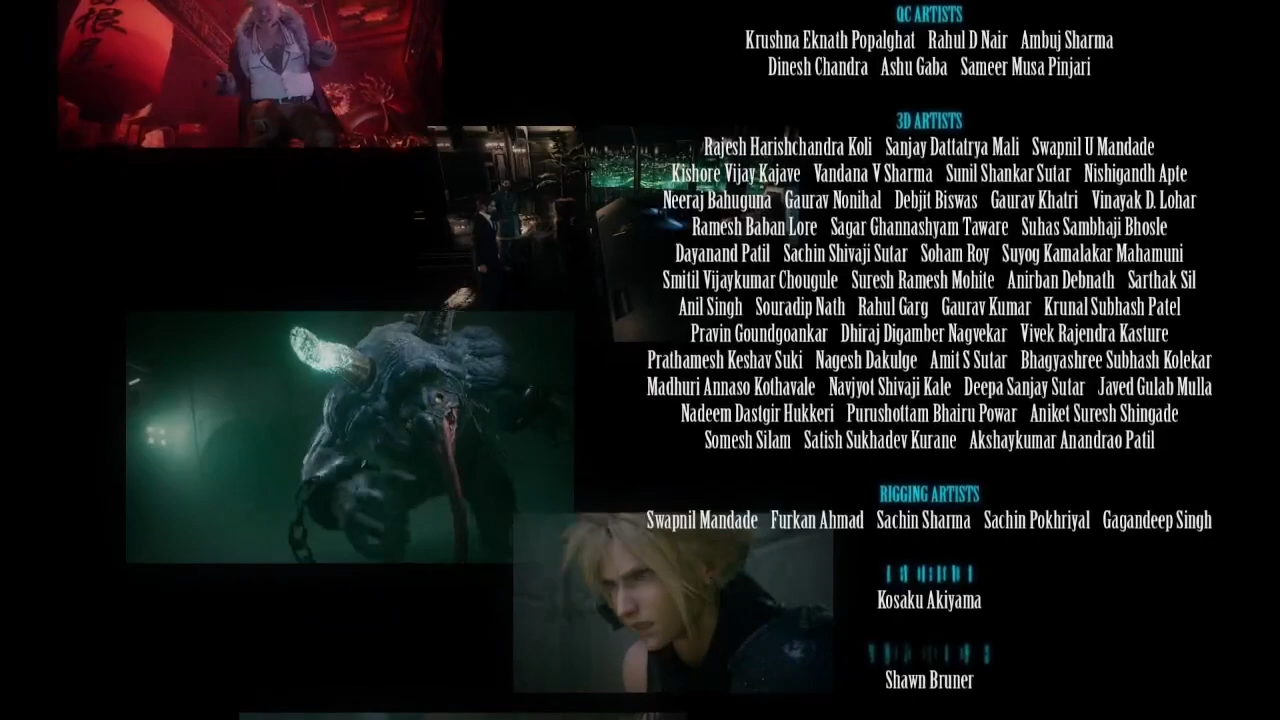 QC ARTISTS
Krushna Eknath Popalghat Rahul D Nair Ambuj Sharma
Dinesh Chandra Ashu Gaba Sameer Musa Pinjari
3D ARTISTS
Rajesh Harishchandra Koli Sanjay Dattatrya Mali Swapnil U Mandade
Kishore Vijay Kajave Vandana V Sharma Sunil Shankar Sutar Nishigandh Apte
Neeraj Bahuguna Gaurav Nonihal Debjit Biswas Gaurav Khatri Vinayak D. Lohar
Ramesh Baban Lore Sagar Ghannashyam Taware Suhas Sambhaji Bhosle
Dayanand Patil Sachin Shivaji Sutar Soham Roy Suyog Kamalakar Mahamuni
Smitil Vijaykumar Chougule Suresh Ramesh Mohite Anirban Debnath Sarthak Sil
Anil Singh Souradip Nath Rahul Garg Gaurav Kumar Krunal Subhash Patel
Pravin Goundgoankar Dhiraj Digamber Nagvekar Vivek Rajendra Kasture
Prathamesh Keshav Suki Nagesh Dakulge Amit S Sutar Bhagyashree Subhash Kolekar
Madhuri Annaso Kothavale Navjyot Shivaji Kale Deepa Sanjay Sutar Javed Gulab Mulla
Nadeem Dastgir Hukkeri Purushottam Bhairu Powar Aniket Suresh Shingade
Somesh Silam Satish Sukhadev Kurane Akshaykumar Anandrao Patil
RIGGING ARTISTS
Swapnil Mandade Furkan Ahmad Sachin Sharma Sachin Pokhriyal Gagandeep Singh
Kosaku Akiyama
Shawn Bruner